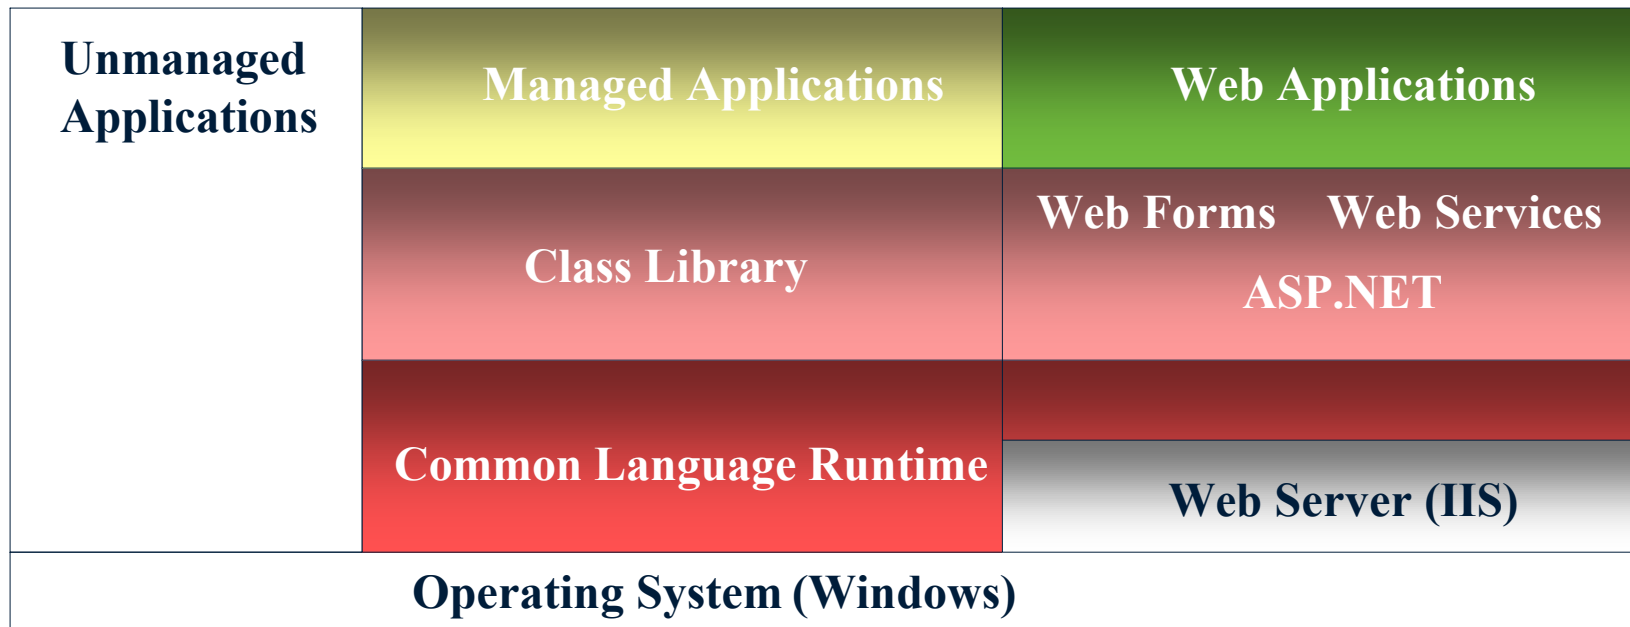 Unmanaged
Applications
Managed Applications
Web Applications
Class Library
Web Forms Web Services
ASP.NET
Common Language Runtime
Web Server (IIS)
Operating System (Windows)